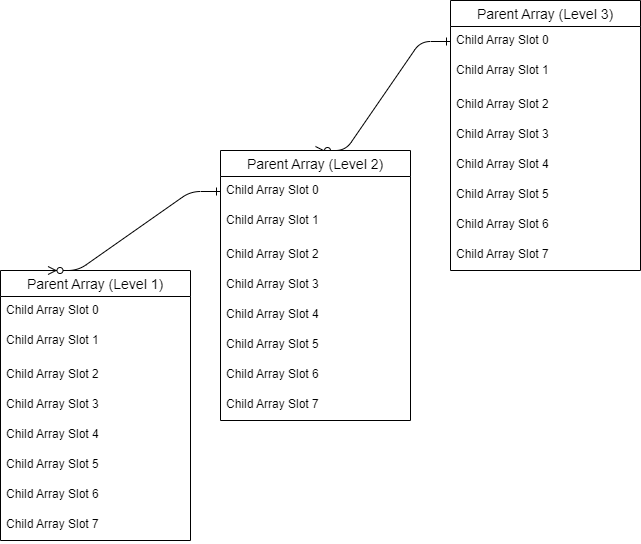 Parent Array (Level 3)
Child Array Slot 0
Child Array Slot 1
Child Array Slot 2
Child Array Slot 3
Child Array Slot 4
Child Array Slot 5
Child Array Slot 6
Child Array Slot 7
Parent Array (Level 2)
Child Array Slot 0
Child Array Slot 1
Child Array Slot 2
Child Array Slot 3
Child Array Slot 4
Child Array Slot 5
Child Array Slot 6
Child Array Slot 7
Parent Array (Level 1)
Child Array Slot 0
Child Array Slot 1
Child Array Slot 2
Child Array Slot 3
Child Array Slot 4
Child Array Slot 5
Child Array Slot 6
Child Array Slot 7